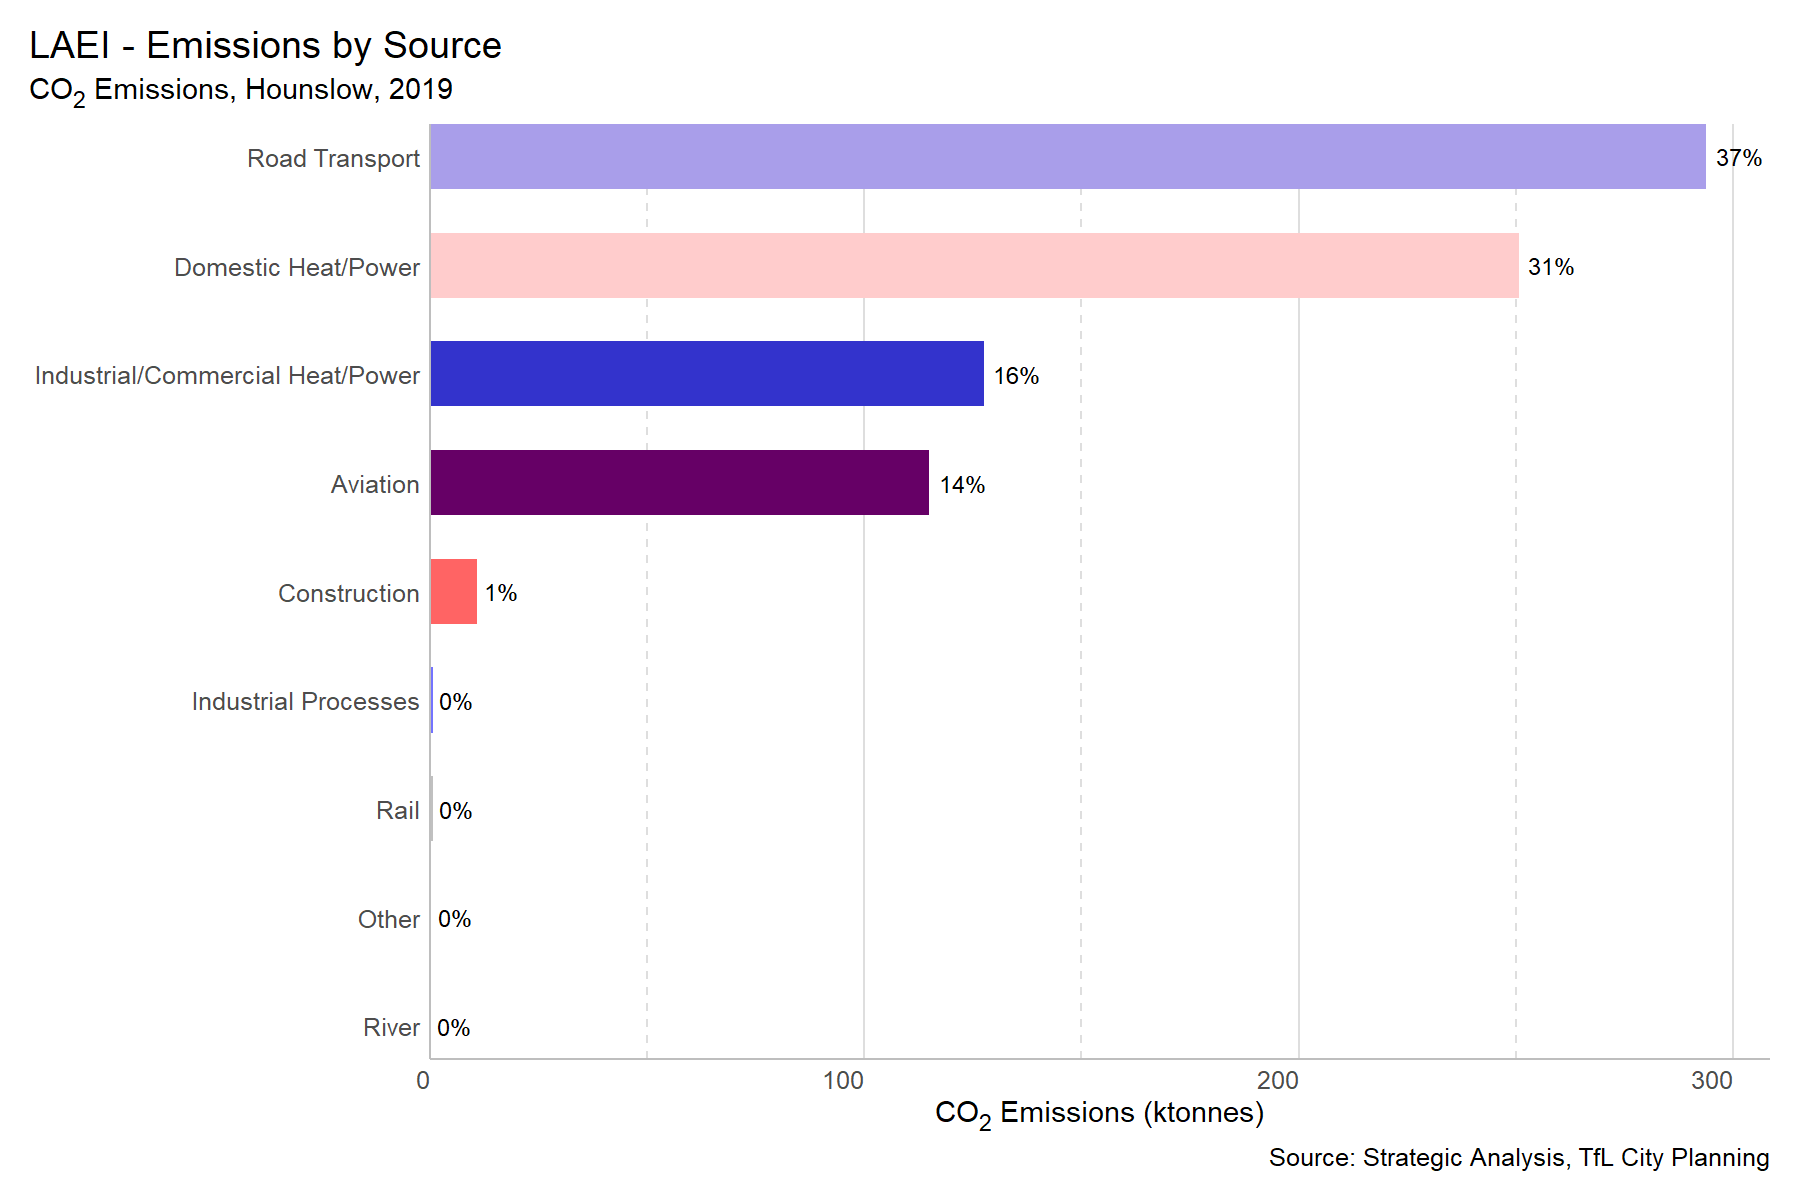 LAEI - Emissions by Source
CO₂ Emissions, Hounslow, 2019
Road Transport 37%
Domestic Heat/Power 31%
Industrial/Commercial Heat/Power 16%
Aviation 14%
Construction 1%
Industrial Processes 0%
Rail 0%
Other 0%
River 0%
0 100 200 300
CO₂ Emissions (ktonnes)
Source: Strategic Analysis, TfL City Planning